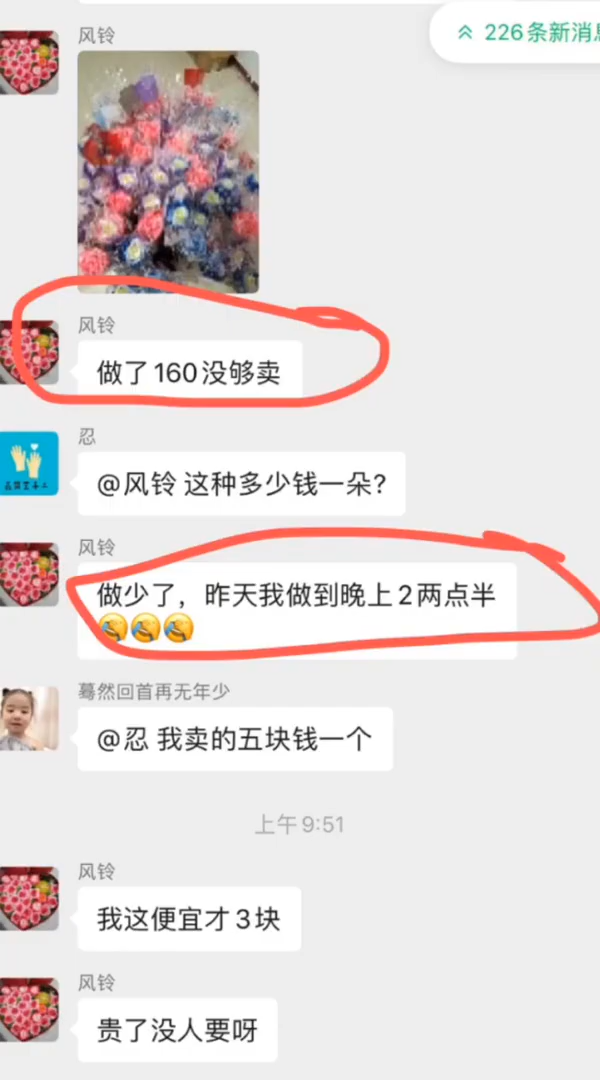 风铃
226条新消
风铃
做了160没够卖
忍
@风铃 这种多少钱一朵?
风铃
做少了，昨天我做到晚上2两点半
蓦然回首再无年少
@忍 我卖的五块钱一个
上午9:51
风铃
我这便宜才3块
风铃
贵了没人要呀